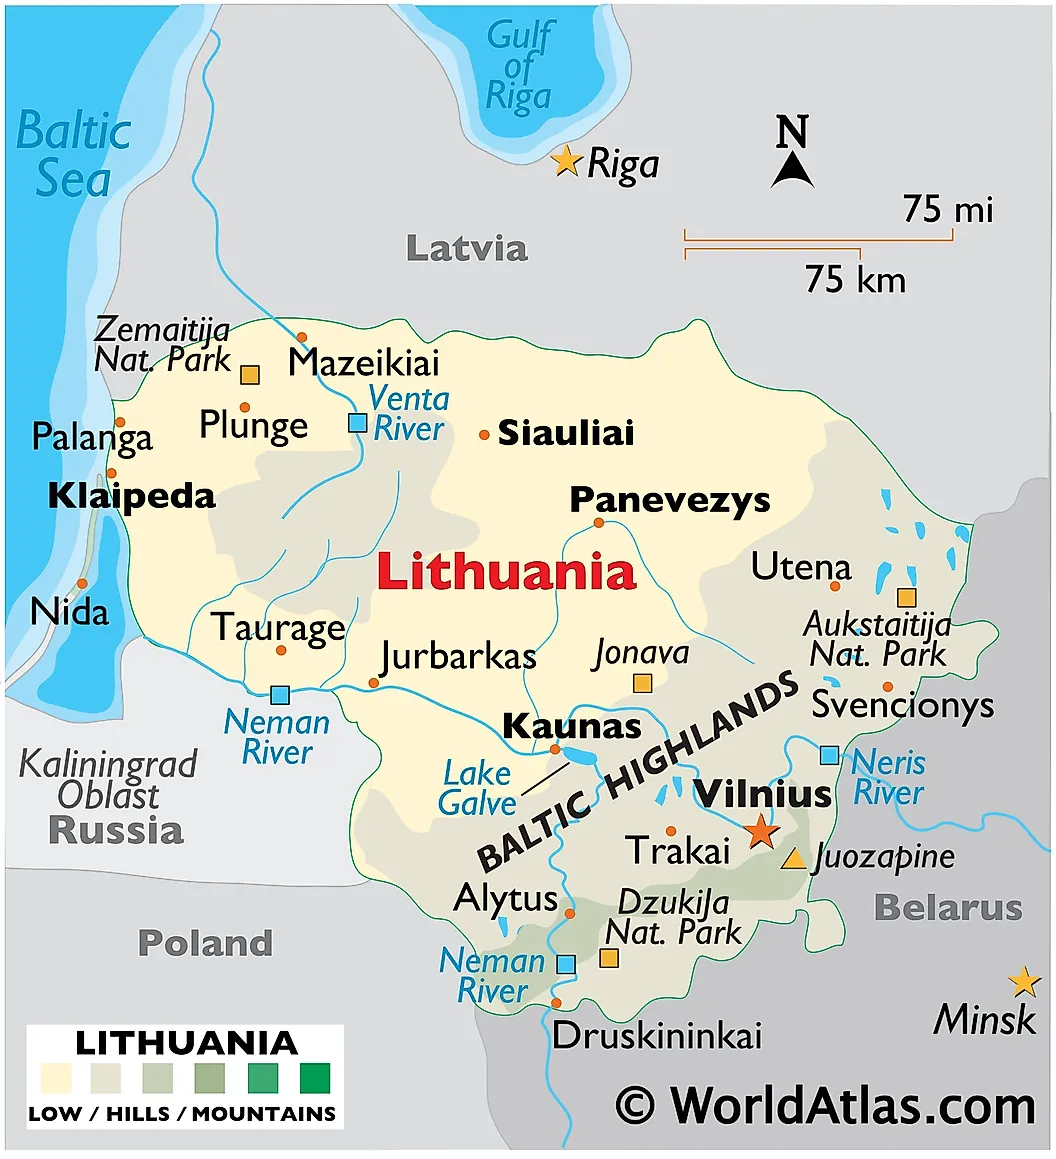 Gulf
of
Riga
Baltic
Sea
N
Riga
75 mi
Latvia
75 km
Zemaitija
Nat. Park
Mazeikiai
Venta
River
Palanga
Plunge
Siauliai
Klaipeda
Panevezys
Lithuania
Utena
Nida
Taurage
Aukstaitija
Nat. Park
Jurbarkas
Jonava
Svencionys
Neman
River
Kaunas
BALTIC HIGHLANDS
Kaliningrad
Oblast
Russia
Lake
Galve
Vilnius
Neris
River
Trakai
Juozapine
Alytus
Dzukija
Nat. Park
Belarus
Poland
Neman
River
Minsk
Druskininkai
LITHUANIA
LOW / HILLS / MOUNTAINS
© WorldAtlas.com